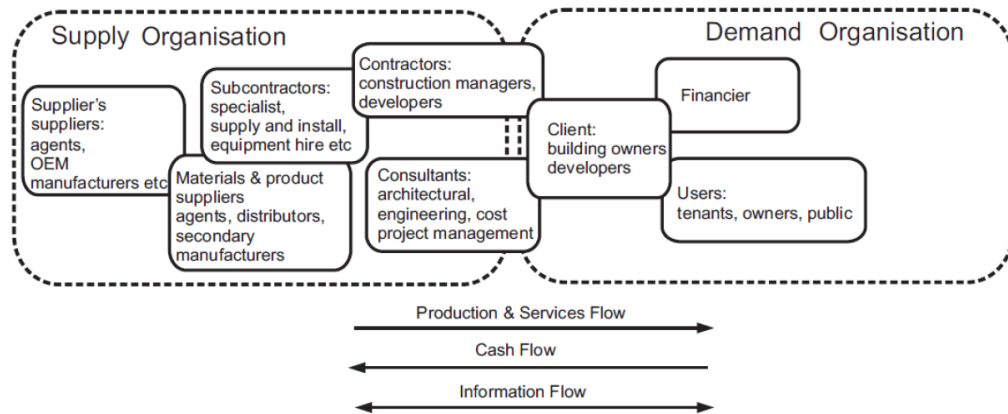 Supply Organisation
Demand Organisation
Supplier's
suppliers:
agents,
OEM
manufacturers etc
Subcontractors:
specialist,
supply and install,
equipment hire etc
Materials & product
suppliers
agents, distributors,
secondary
manufacturers
Contractors:
construction managers,
developers
Consultants:
architectural,
engineering, cost
project management
Client:
building owners
developers
Financier
Users:
tenants, owners, public
Production & Services Flow
Cash Flow
Information Flow